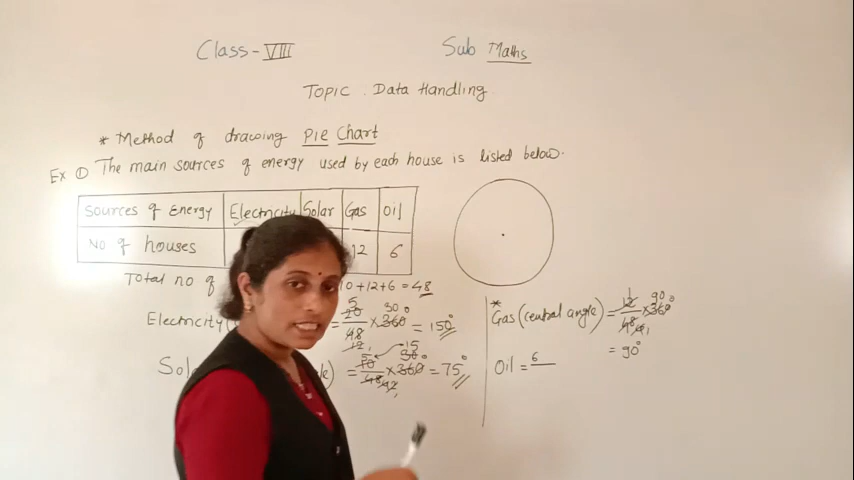 Class-VIII Sub Maths
TOPIC. Data Handling
* Method of drawing PIE Chart
Ex ① The main sources of energy used by each house is listed below.
Sources of Energy Electricity Solar Gas Oil
No of houses 12 6
Total no of 10+12+6 = 48
Electricity( = 20/48 × 360° = 150°
Sol = 10/48 × 360° = 75°
* Gas (central angle) = 12/48 × 360°
= 90°
Oil = 6